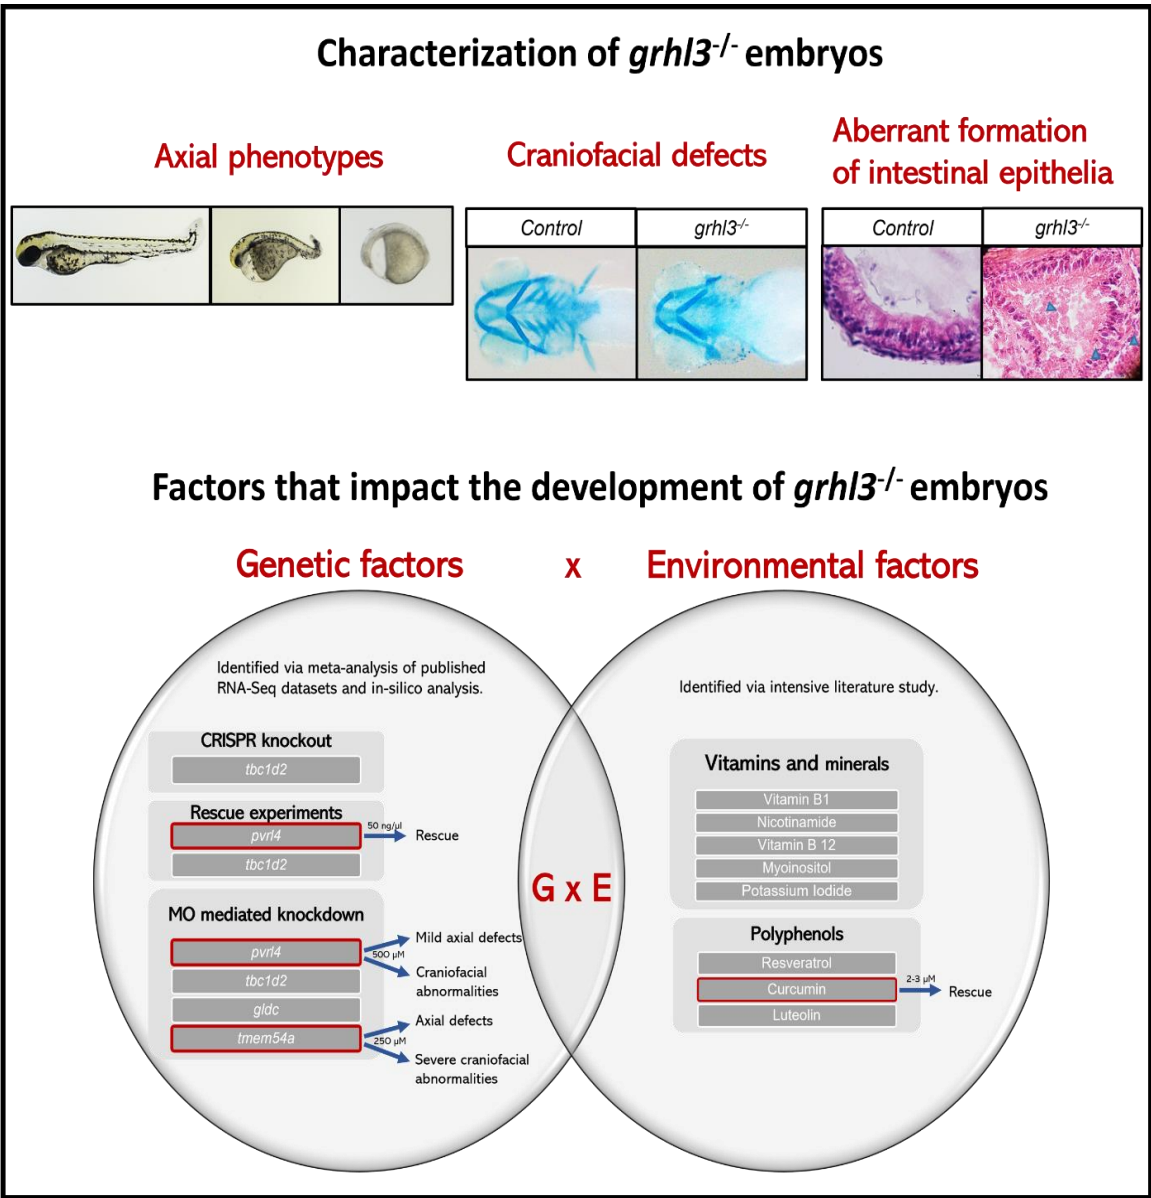 Characterization of grhl3-/- embryos
Axial phenotypes
Craniofacial defects
Aberrant formation
of intestinal epithelia
Control
grhl3-/-
Control
grhl3-/-
Factors that impact the development of grhl3-/- embryos
Genetic factors
x
Environmental factors
Identified via meta-analysis of published
RNA-Seq datasets and in-silico analysis.
CRISPR knockout
tbc1d2
Rescue experiments
pvrl4
50 ng/µl
Rescue
tbc1d2
MO mediated knockdown
pvrl4
500 µM
Mild axial defects
Craniofacial
abnormalities
tbc1d2
gldc
tmem54a
250 µM
Axial defects
Severe craniofacial
abnormalities
G x E
Identified via intensive literature study.
Vitamins and minerals
Vitamin B1
Nicotinamide
Vitamin B 12
Myoinositol
Potassium Iodide
Polyphenols
Resveratrol
Curcumin
2-3 µM
Rescue
Luteolin